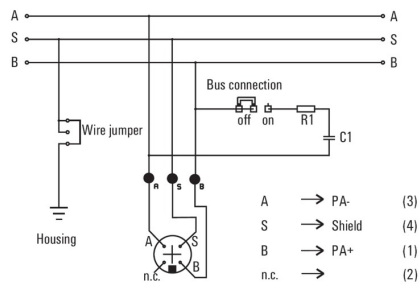 A A
S S
B B
Bus connection
off on R1
Wire jumper
C1
A S B
Housing
A S
B
n.c.
A → PA- (3)
S → Shield (4)
B → PA+ (1)
n.c. → (2)